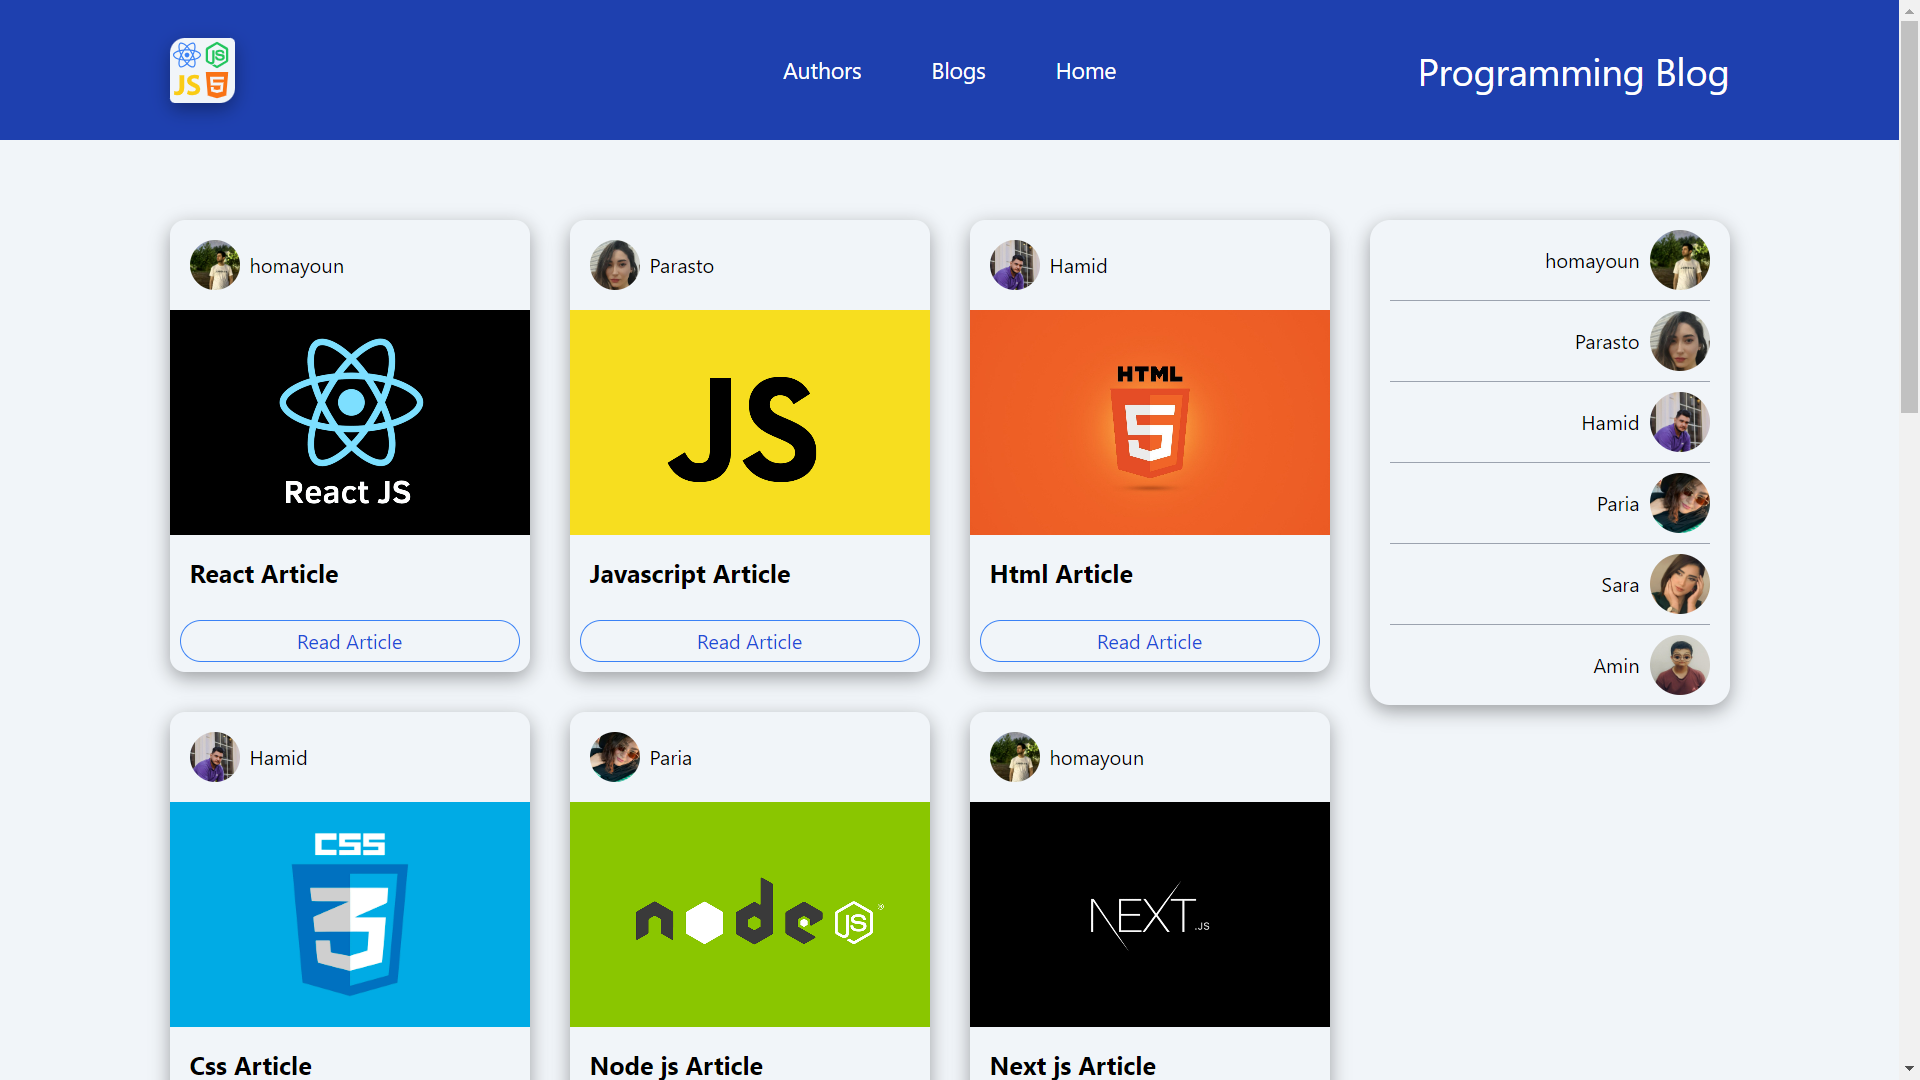 JS
JS
5
Authors
Blogs
Home
Programming Blog
homayoun
React JS
React Article
Read Article
Parasto
JS
Javascript Article
Read Article
Hamid
HTML
5
Html Article
Read Article
homayoun
Parasto
Hamid
Paria
Sara
Amin
Hamid
CSS
3
Css Article
Paria
node JS ®
Node js Article
homayoun
NEXT.JS
Next js Article